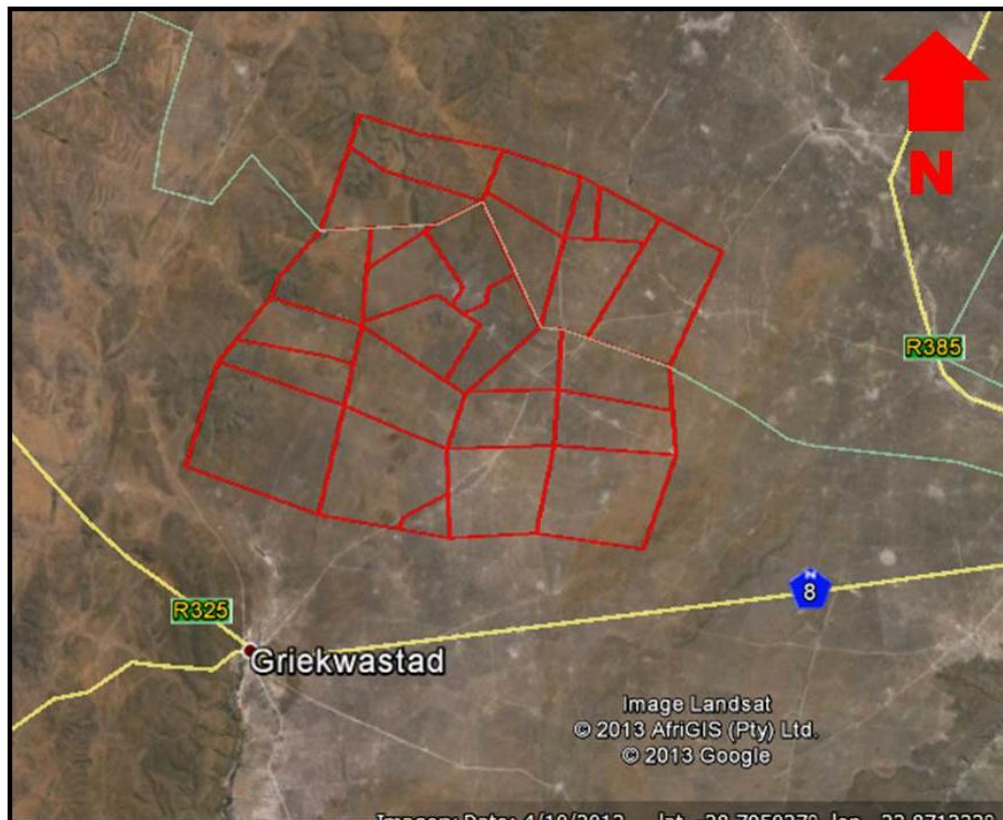 N
R385
N
8
R325
Griekwastad
Image Landsat
© 2013 AfriGIS (Pty) Ltd.
© 2013 Google